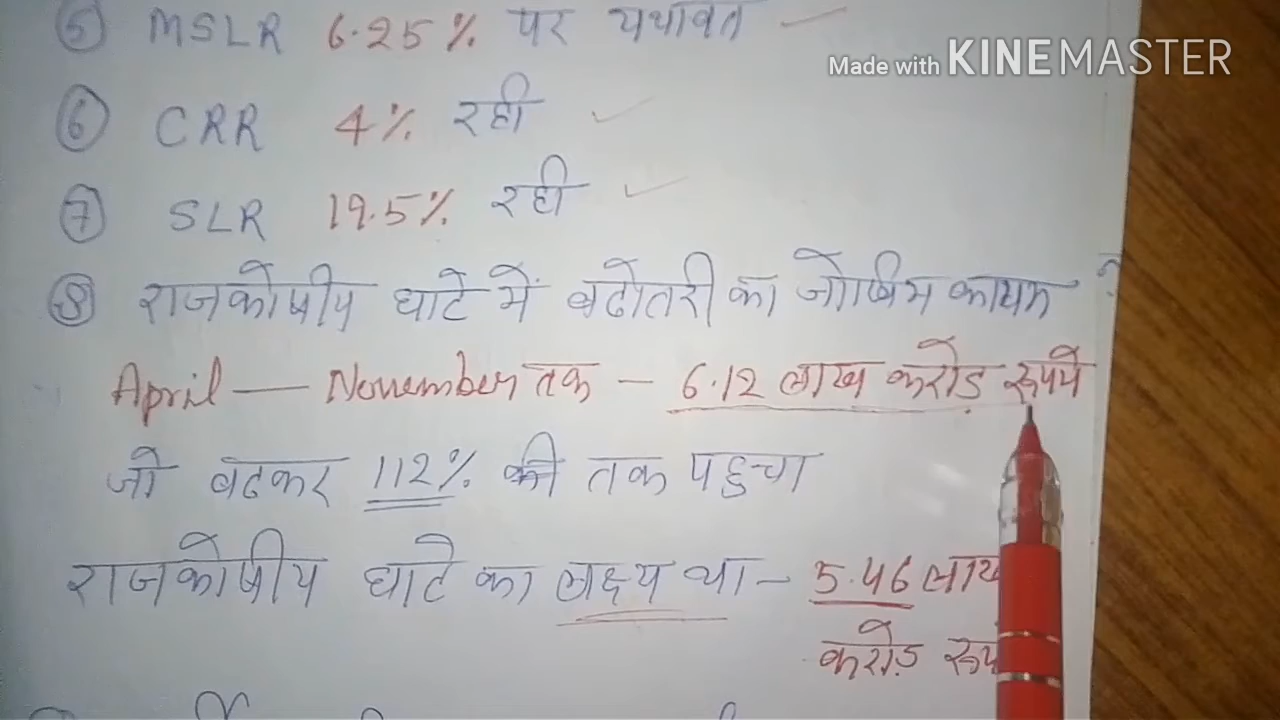 ⑤ MSLR 6.25% पर यथावत
Made with KINEMASTER
⑥ CRR 4% रही
⑦ SLR 19.5% रही
⑧ राजकोषीय घाटे में बढोतरी का जोखिम कायम
April — November तक – 6.12 लाख करोड़ रूपये
जो बढकर 112% की तक पहुचा
राजकोषीय घाटे का लक्ष्य था – 5.46 लाख
करोड़ रूप